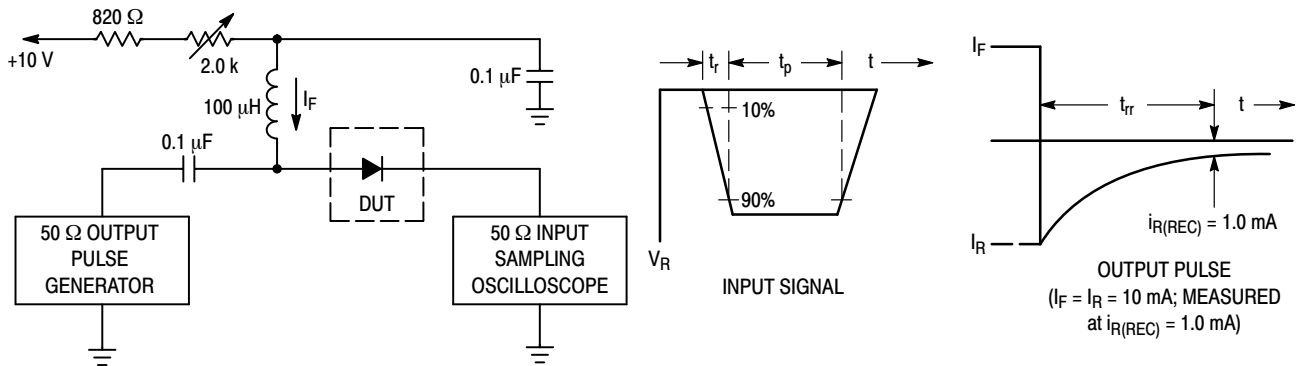 820 Ω
+10 V
2.0 k
100 μH
I_F
0.1 μF
0.1 μF
DUT
50 Ω OUTPUT
PULSE
GENERATOR
50 Ω INPUT
SAMPLING
OSCILLOSCOPE
t_r
t_p
t
10%
90%
V_R
INPUT SIGNAL
I_F
t_rr
t
I_R
i_R(REC) = 1.0 mA
OUTPUT PULSE
(I_F = I_R = 10 mA; MEASURED
at i_R(REC) = 1.0 mA)